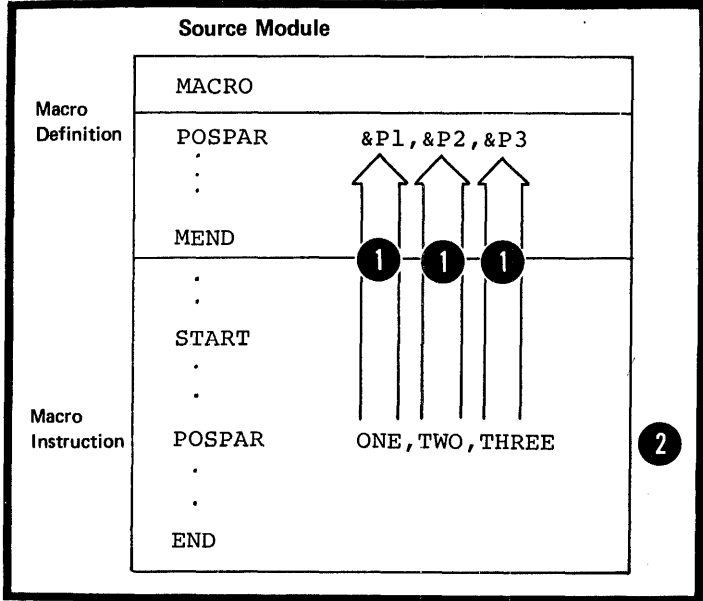 Source Module
MACRO
Macro
Definition
POSPAR &P1,&P2,&P3
.
.
.
MEND
1 1 1
.
.
START
.
.
Macro
Instruction
POSPAR ONE,TWO,THREE 2
.
.
END